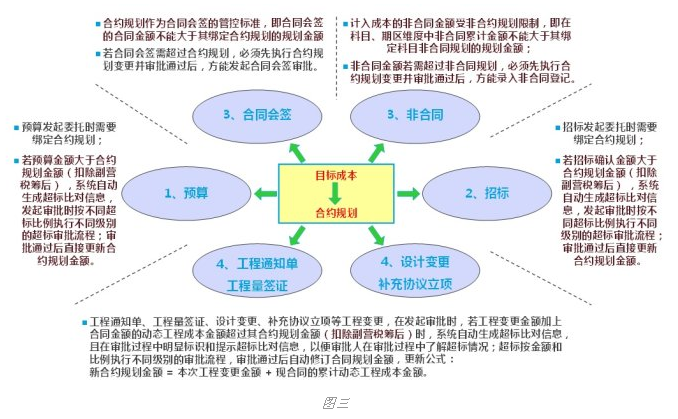 合约规划作为合同会签的管控标准，即合同会签
的合同金额不能大于其绑定合约规划的规划金额
若合同会签需超过合约规划，必须先执行合约规
划变更并审批通过后，方能发起合同会签审批。
计入成本的非合同金额受非合约规划限制，即在
科目、期区维度中非合同累计金额不能大于其绑
定科目非合同规划的规划金额；
非合同金额若需超过非合同规划，必须先执行合
约规划变更并审批通过后，方能录入非合同登记。
3、合同会签
3、非合同
预算发起委托时需要
绑定合约规划；
若预算金额大于合约
规划金额（扣除副营
税筹后），系统自动
生成超标比对信息，
发起审批时按不同超
标比例执行不同级别
的超标审批流程；审
批通过后直接更新合
约规划金额。
1、预算
目标成本
合约规划
2、招标
招标发起委托时需要
绑定合约规划；
若招标确认金额大于
合约规划金额（扣除
副营税筹后），系统
自动生成超标比对信
息，发起审批时按不
同超标比例执行不同
级别的超标审批流程；
审批通过后直接更新
合约规划金额。
4、工程通知单
工程量签证
4、设计变更
补充协议立项
工程通知单、工程量签证、设计变更、补充协议立项等工程变更，在发起审批时，若工程变更金额加上
合同金额的动态工程成本金额超过其合约规划金额（扣除副营税筹后）时，系统自动生成超标比对信息，
且在审批过程中明显标识和提示超标比对信息，以便审批人在审批过程中了解超标情况；超标按金额和
比例执行不同级别的审批流程，审批通过后自动修订合同规划金额，更新公式：
新合约规划金额 = 本次工程变更金额 + 现合同的累计动态工程成本金额。
图三